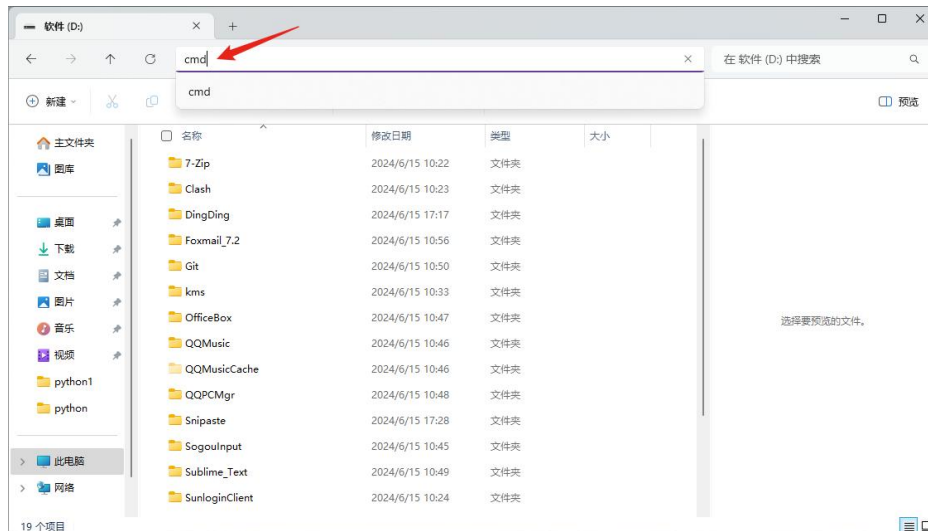 软件 (D:)
cmd
在 软件 (D:) 中搜索
cmd
新建
预览
主文件夹
图库
桌面
下载
文档
图片
音乐
视频
python1
python
此电脑
网络
名称 修改日期 类型 大小
7-Zip 2024/6/15 10:22 文件夹
Clash 2024/6/15 10:23 文件夹
DingDing 2024/6/15 17:17 文件夹
Foxmail_7.2 2024/6/15 10:56 文件夹
Git 2024/6/15 10:50 文件夹
kms 2024/6/15 10:33 文件夹
OfficeBox 2024/6/15 10:47 文件夹
QQMusic 2024/6/15 10:46 文件夹
QQMusicCache 2024/6/15 10:46 文件夹
QQPCMgr 2024/6/15 10:48 文件夹
Snipaste 2024/6/15 17:28 文件夹
SogouInput 2024/6/15 10:45 文件夹
Sublime_Text 2024/6/15 10:49 文件夹
SunloginClient 2024/6/15 10:24 文件夹
选择要预览的文件。
19 个项目